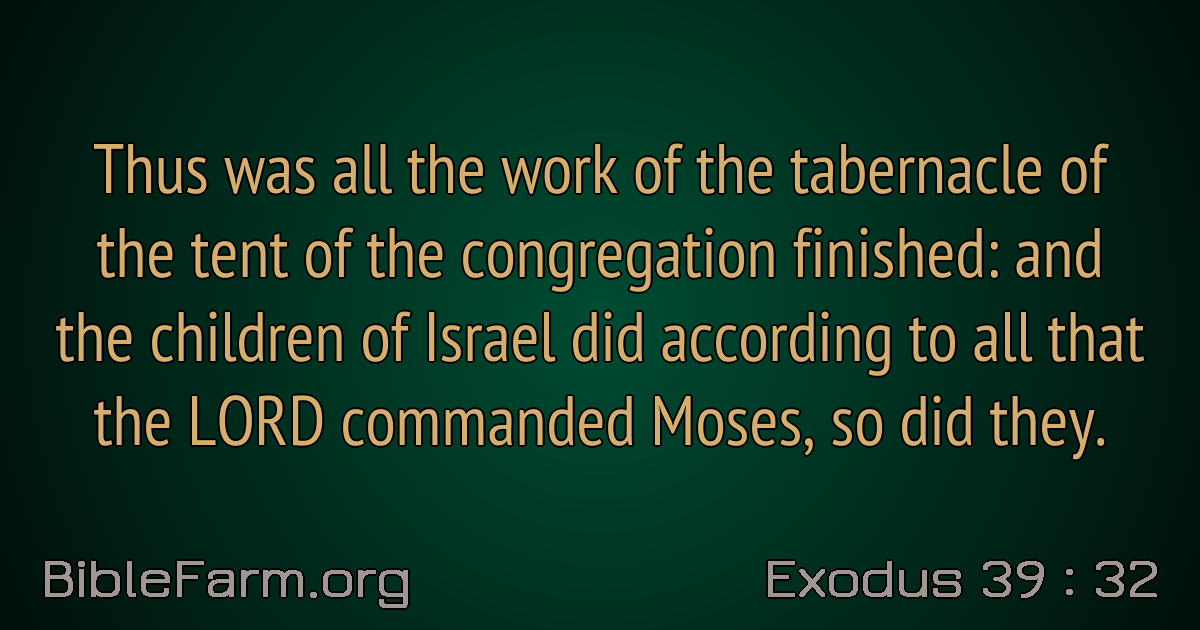 Thus was all the work of the tabernacle of
the tent of the congregation finished: and
the children of Israel did according to all that
the LORD commanded Moses, so did they.
BibleFarm.org
Exodus 39 : 32